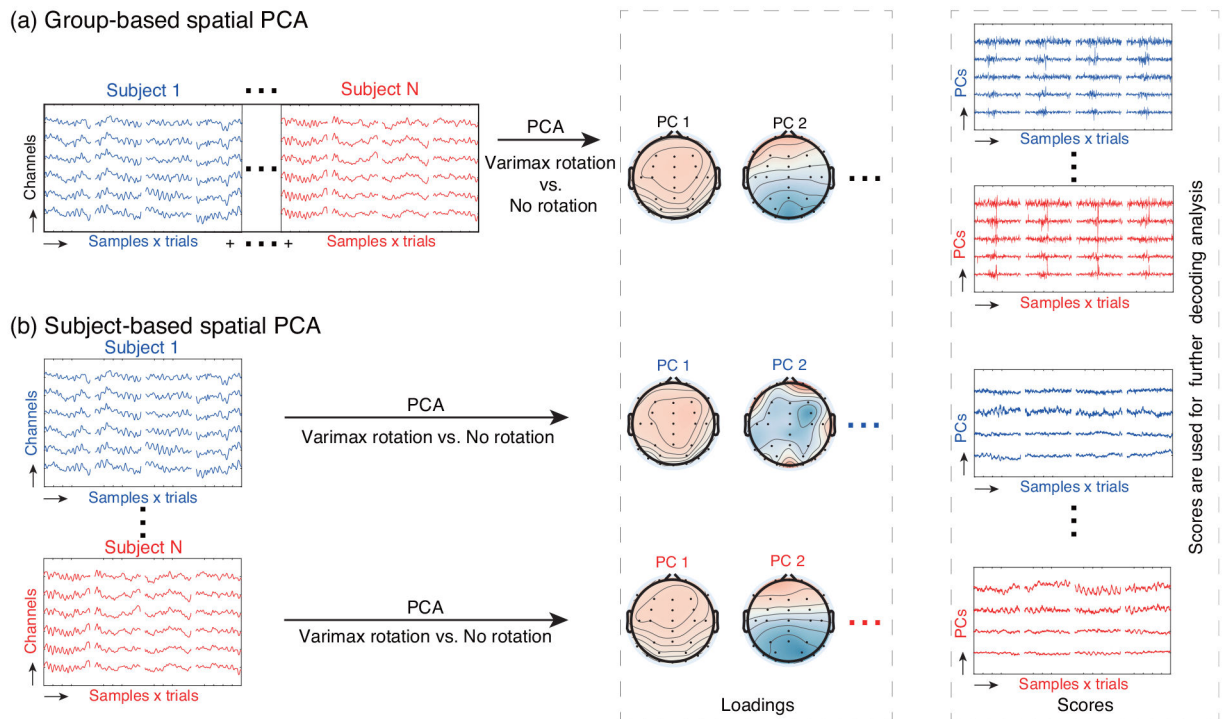 (a) Group-based spatial PCA
Subject 1
Subject N
Channels
Samples x trials
+
+
Samples x trials
PCA
Varimax rotation
vs.
No rotation
PC 1
PC 2
PCs
Samples x trials
PCs
Samples x trials
(b) Subject-based spatial PCA
Subject 1
Channels
Samples x trials
PCA
Varimax rotation vs. No rotation
PC 1
PC 2
PCs
Samples x trials
Subject N
Channels
Samples x trials
PCA
Varimax rotation vs. No rotation
PC 1
PC 2
PCs
Samples x trials
Loadings
Scores
Scores are used for further decoding analysis